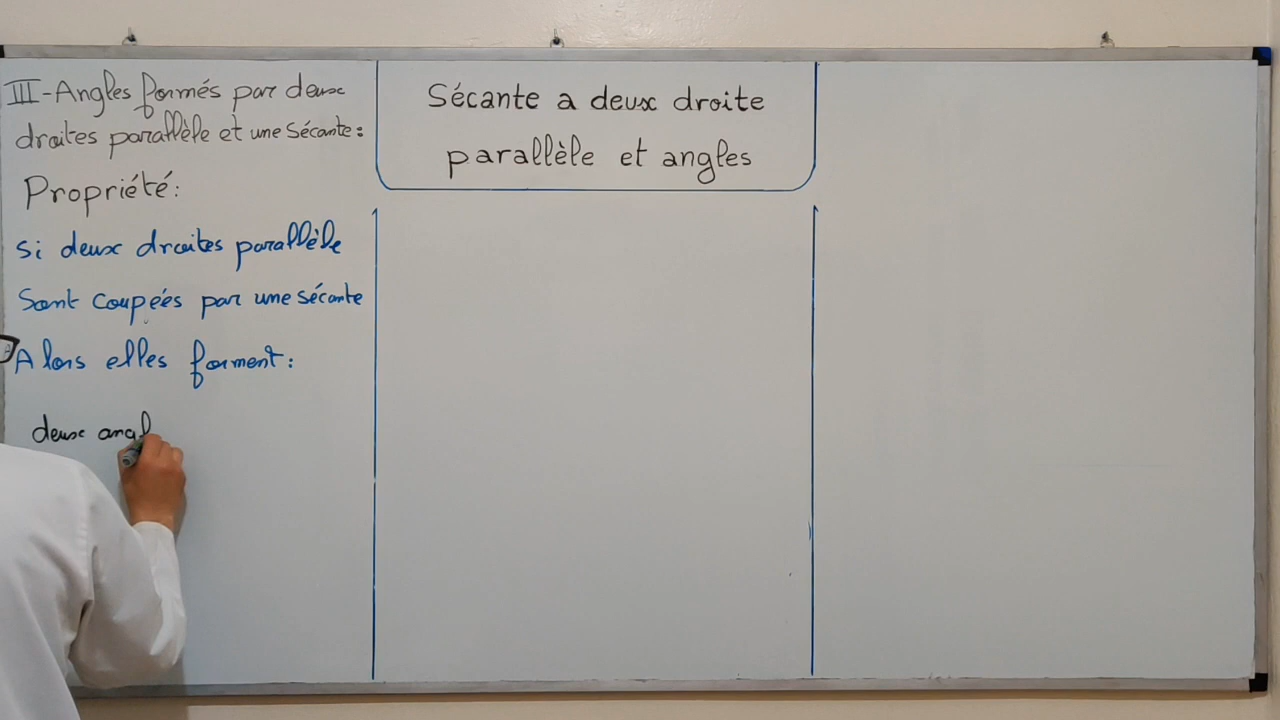 III-Angles formés par deux
droites parallèle et une sécante:
Propriété:
Si deux droites parallèle
Sont coupées par une sécante
Alors elles forment:
deux angl
Sécante a deux droite
parallèle et angles